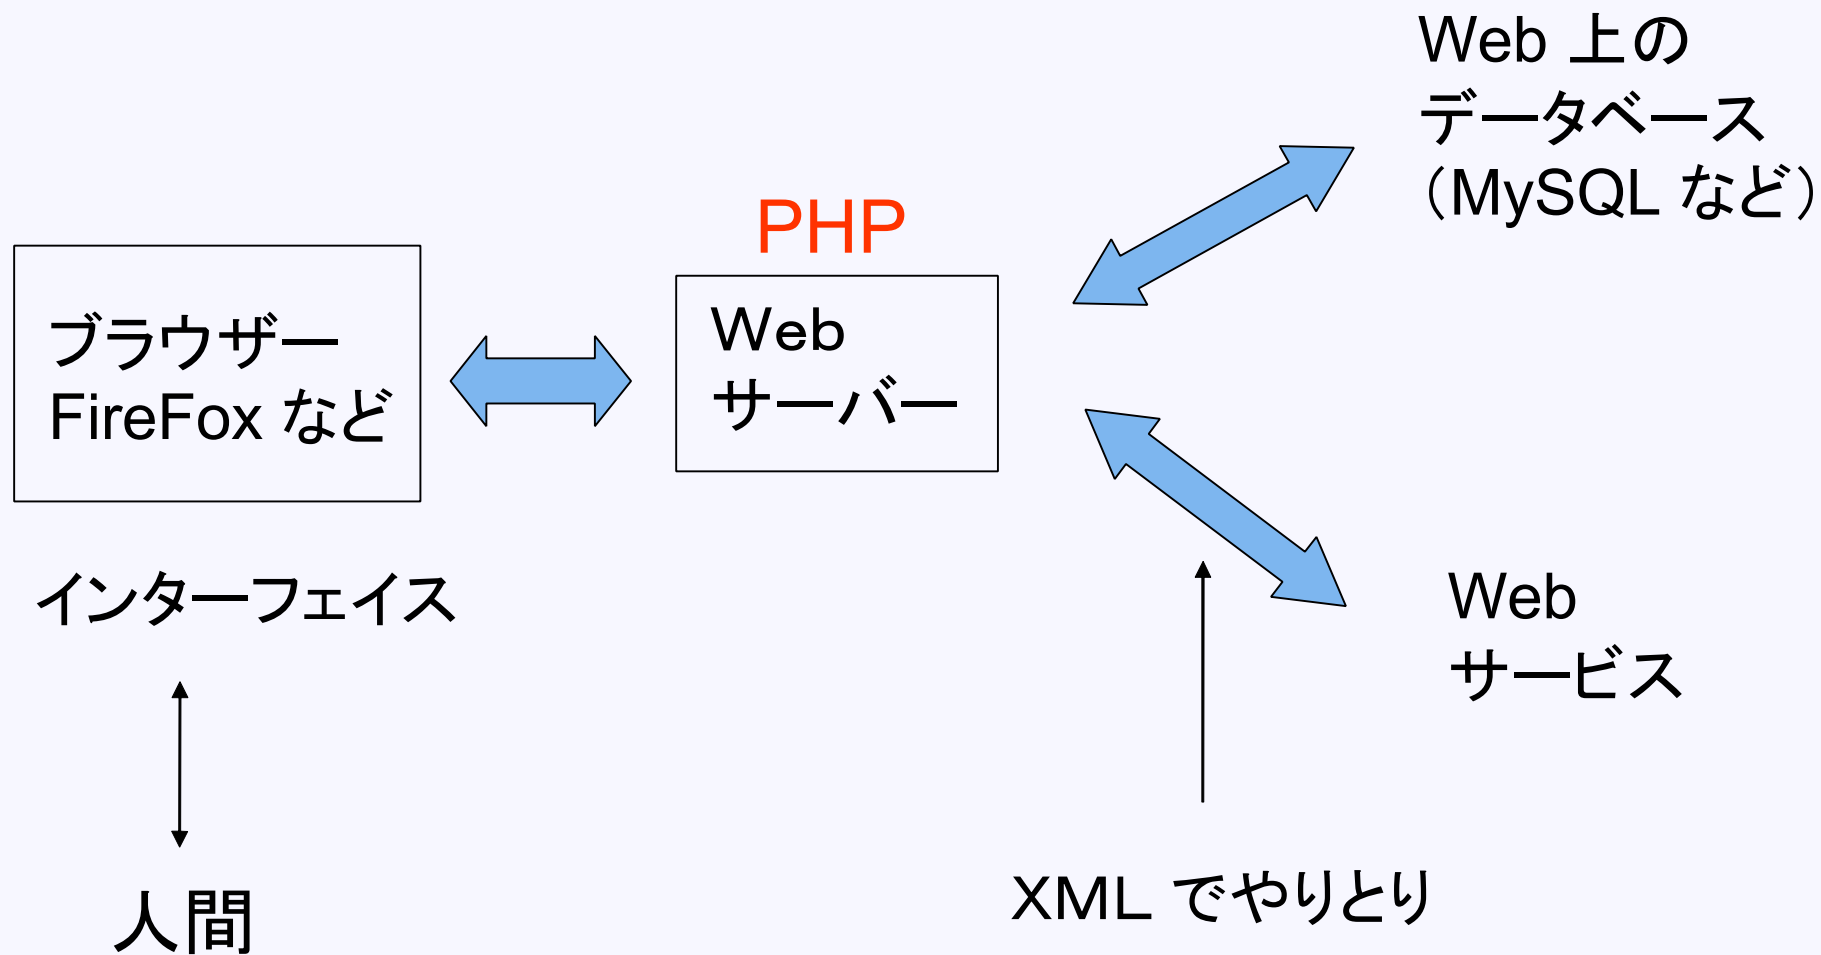 Web 上の
データベース
（MySQL など）
PHP
ブラウザー
FireFox など
Web
サーバー
インターフェイス
Web
サービス
人間
XML でやりとり